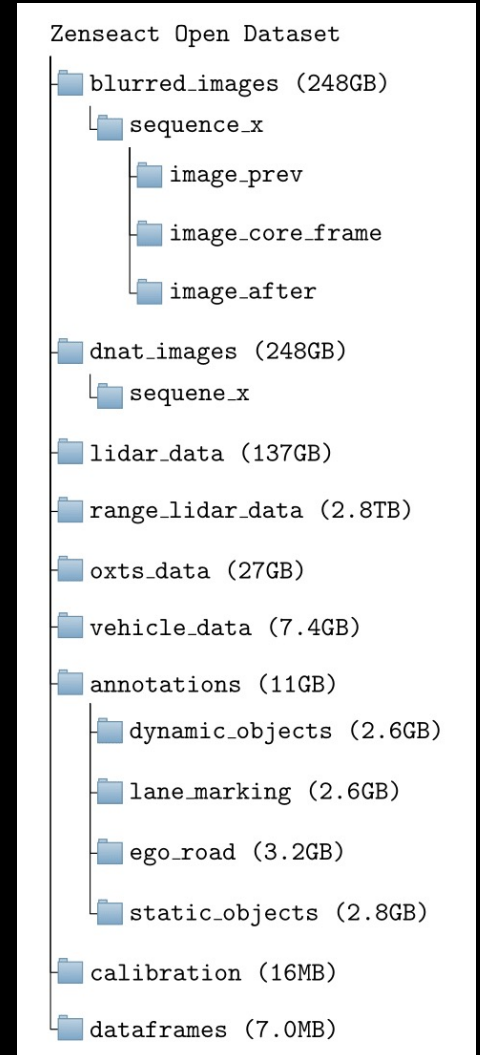 Zenseact Open Dataset
blurred_images (248GB)
sequence_x
image_prev
image_core_frame
image_after
dnat_images (248GB)
sequene_x
lidar_data (137GB)
range_lidar_data (2.8TB)
oxts_data (27GB)
vehicle_data (7.4GB)
annotations (11GB)
dynamic_objects (2.6GB)
lane_marking (2.6GB)
ego_road (3.2GB)
static_objects (2.8GB)
calibration (16MB)
dataframes (7.0MB)